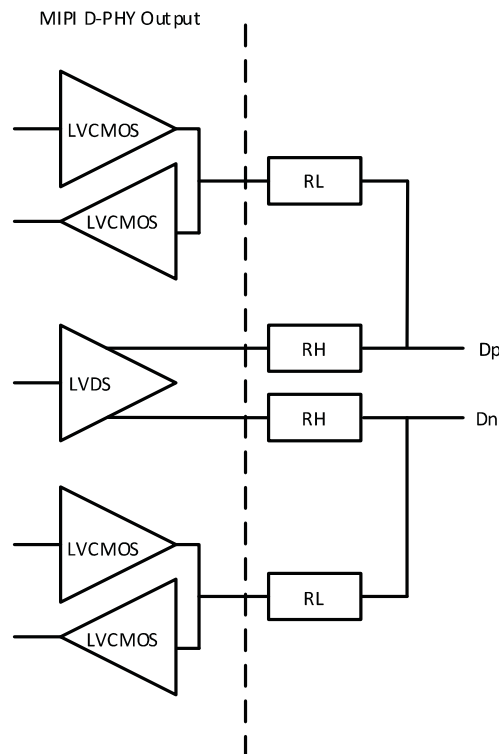 MIPI D-PHY Output
LVCMOS
RL
LVCMOS
RH
Dp
LVDS
RH
Dn
LVCMOS
RL
LVCMOS